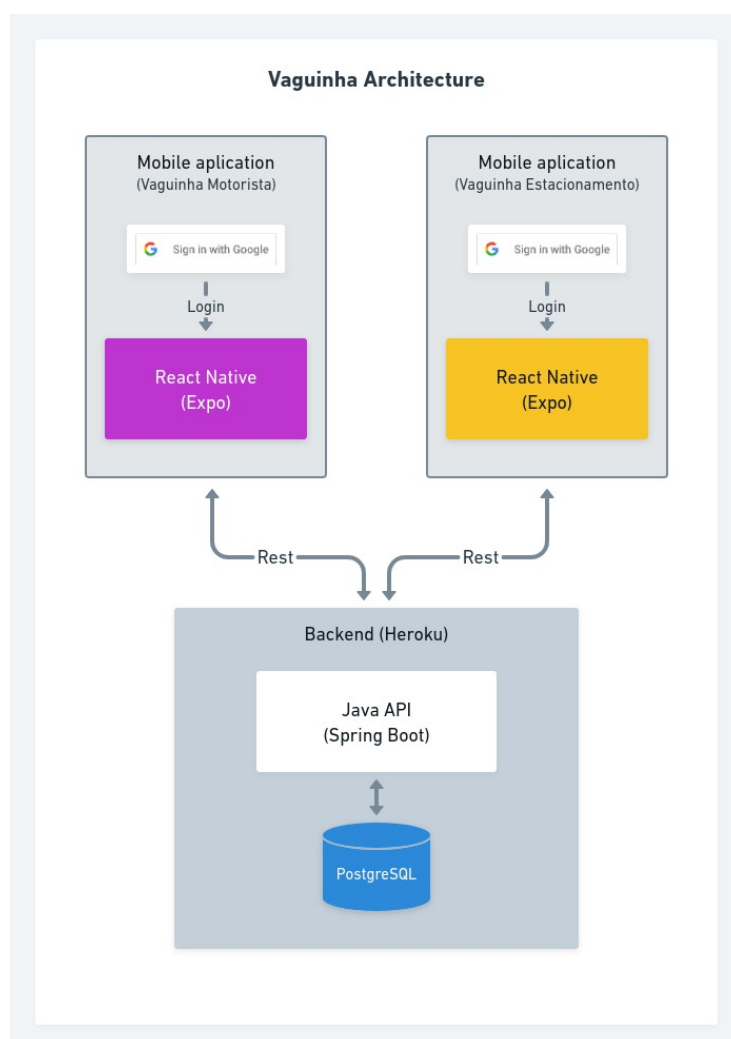 Vaguinha Architecture
Mobile aplication
(Vaguinha Motorista)
Sign in with Google
Login
React Native
(Expo)
Mobile aplication
(Vaguinha Estacionamento)
Sign in with Google
Login
React Native
(Expo)
Rest
Rest
Backend (Heroku)
Java API
(Spring Boot)
PostgreSQL